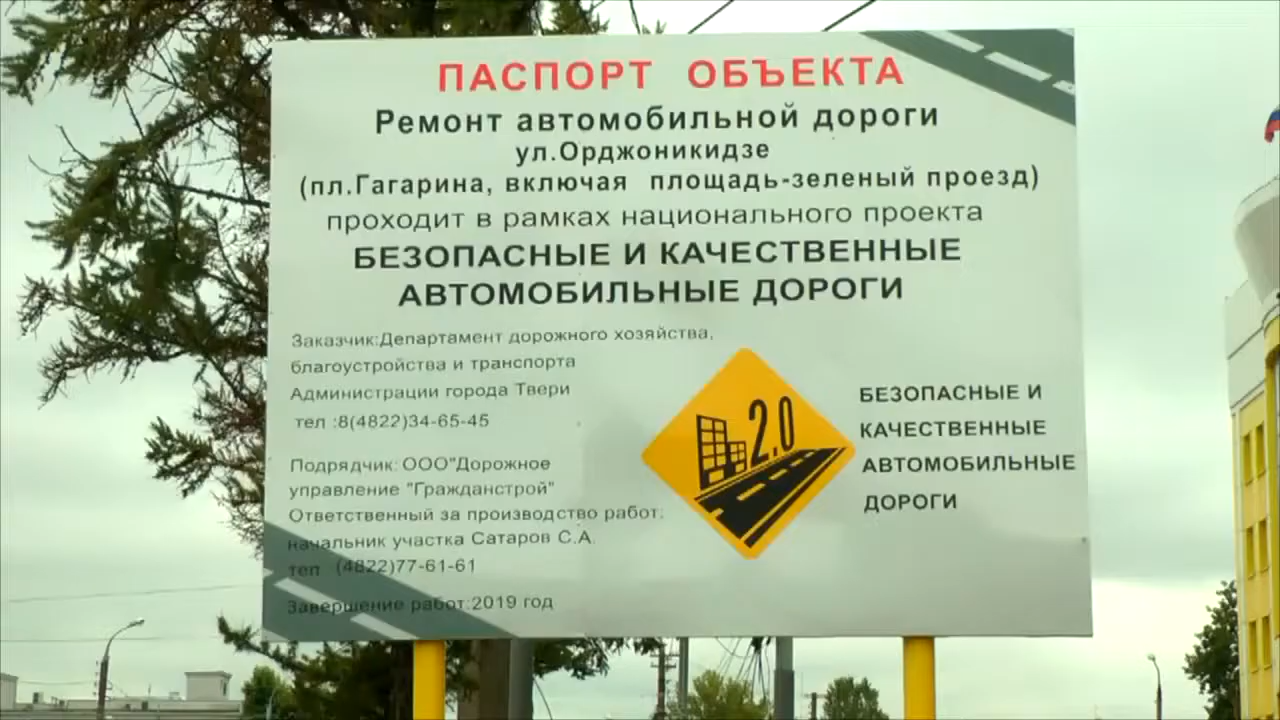 ПАСПОРТ ОБЪЕКТА
Ремонт автомобильной дороги
ул.Орджоникидзе
(пл.Гагарина, включая площадь-зеленый проезд)
проходит в рамках национального проекта
БЕЗОПАСНЫЕ И КАЧЕСТВЕННЫЕ
АВТОМОБИЛЬНЫЕ ДОРОГИ
Заказчик:Департамент дорожного хозяйства,
благоустройства и транспорта
Администрации города Твери
тел :8(4822)34-65-45
Подрядчик: ООО"Дорожное
управление "Гражданстрой"
Ответственный за производство работ:
начальник участка Сатаров С.А.
тел (4822)77-61-61
Завершение работ:2019 год
2.0
БЕЗОПАСНЫЕ И
КАЧЕСТВЕННЫЕ
АВТОМОБИЛЬНЫЕ
ДОРОГИ